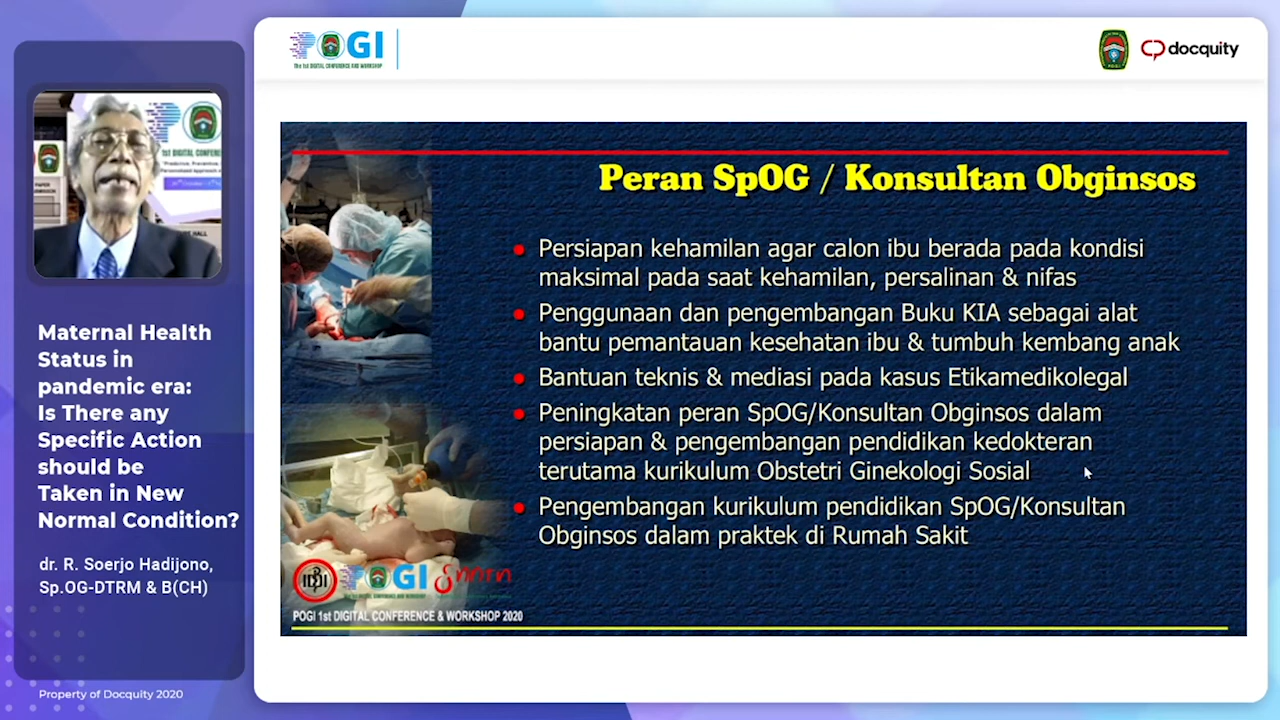 POGI
The 1st DIGITAL CONFERENCE AND WORKSHOP
docquity
1st DIGITAL CONFEREN
Maternal Health
Status in
pandemic era:
Is There any
Specific Action
should be
Taken in New
Normal Condition?
dr. R. Soerjo Hadijono,
Sp.OG-DTRM & B(CH)
Property of Docquity 2020
Peran SpOG / Konsultan Obginsos
Persiapan kehamilan agar calon ibu berada pada kondisi
maksimal pada saat kehamilan, persalinan & nifas
Penggunaan dan pengembangan Buku KIA sebagai alat
bantu pemantauan kesehatan ibu & tumbuh kembang anak
Bantuan teknis & mediasi pada kasus Etikamedikolegal
Peningkatan peran SpOG/Konsultan Obginsos dalam
persiapan & pengembangan pendidikan kedokteran
terutama kurikulum Obstetri Ginekologi Sosial
Pengembangan kurikulum pendidikan SpOG/Konsultan
Obginsos dalam praktek di Rumah Sakit
POGI
POGI 1st DIGITAL CONFERENCE & WORKSHOP 2020